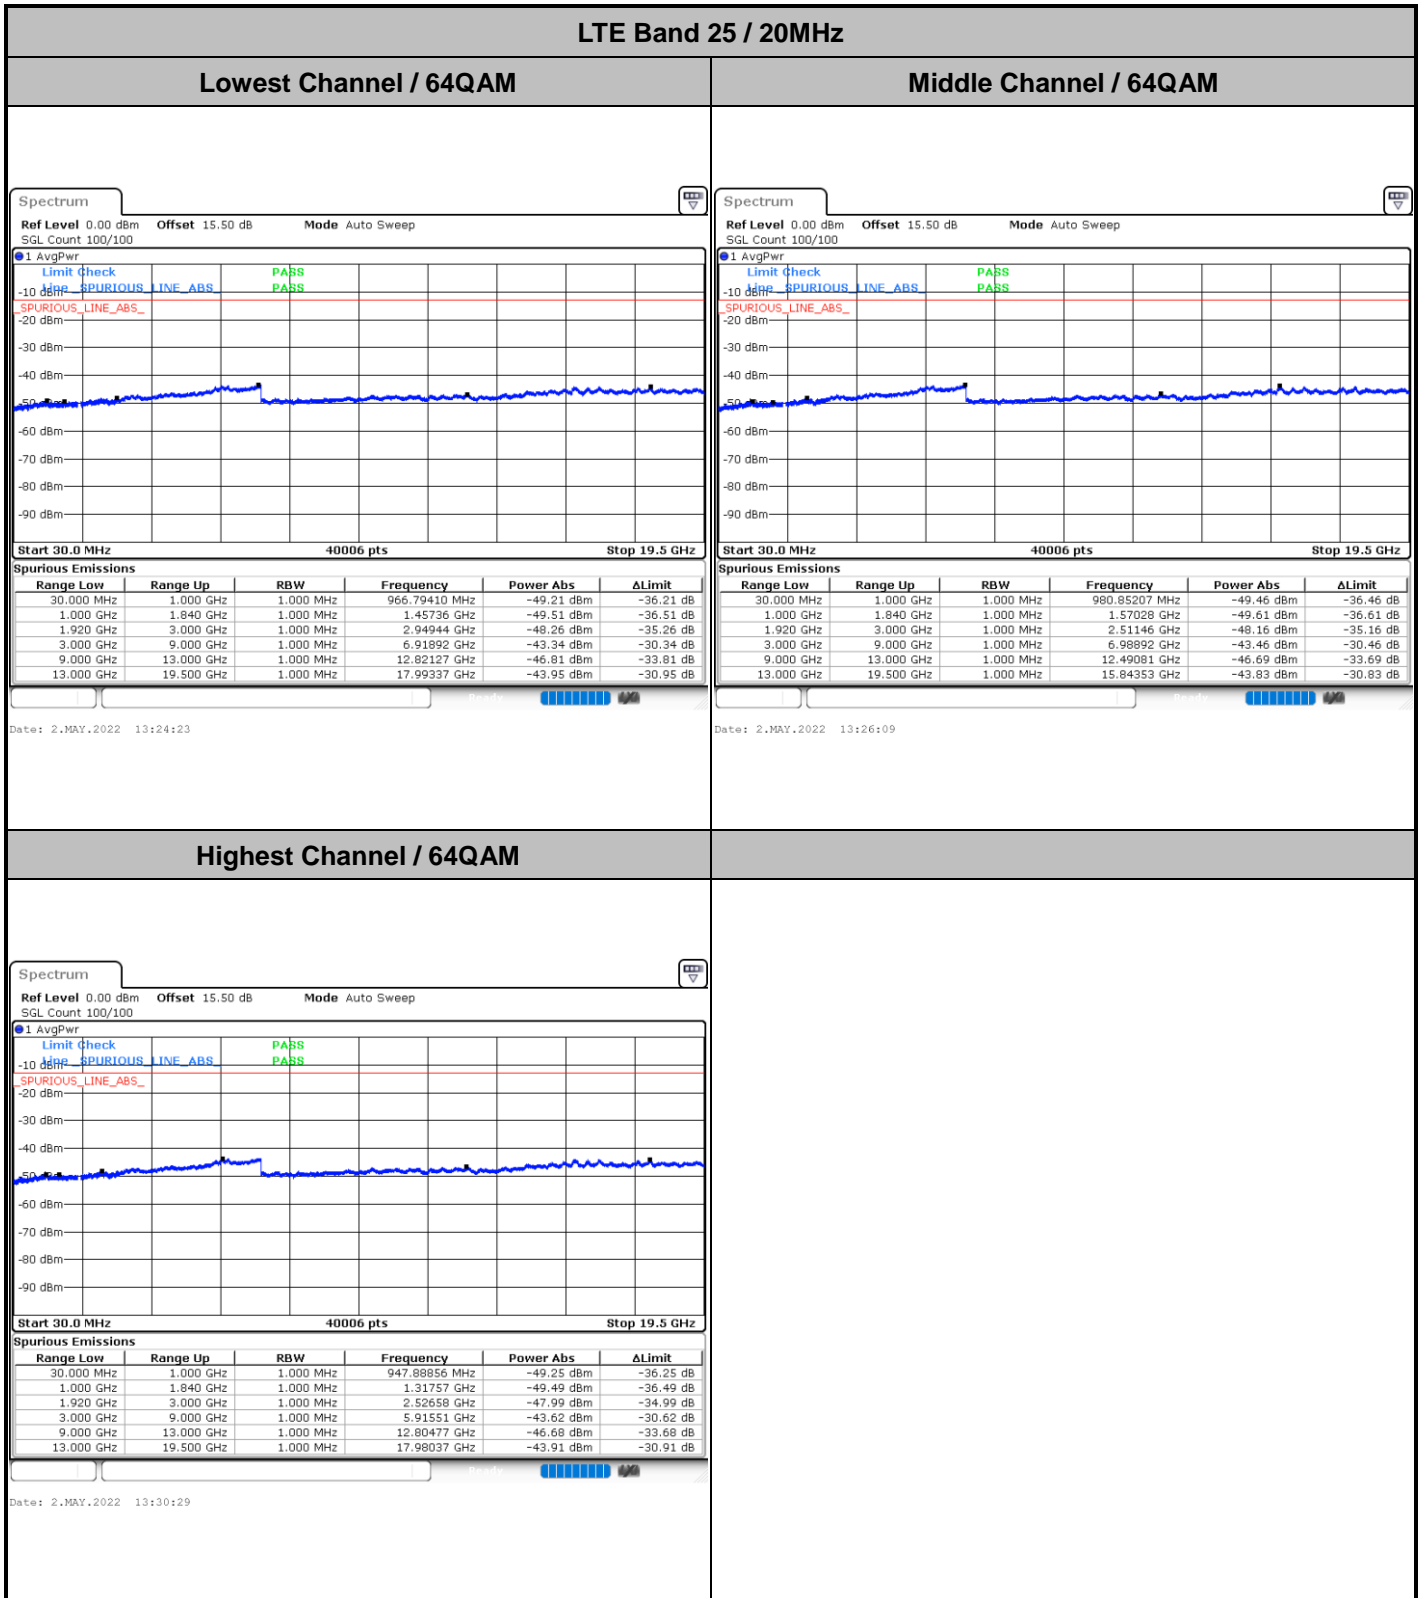 LTE Band 25 / 20MHz
Lowest Channel / 64QAM
Middle Channel / 64QAM
Spectrum
Ref Level 0.00 dBm Offset 15.50 dB Mode Auto Sweep
SGL Count 100/100
1 AvgPwr
Limit Check PASS
Line _SPURIOUS_LINE_ABS_ PASS
-10 dBm
_SPURIOUS_LINE_ABS_
-20 dBm
-30 dBm
-40 dBm
-50 dBm
-60 dBm
-70 dBm
-80 dBm
-90 dBm
Start 30.0 MHz 40006 pts Stop 19.5 GHz
Spurious Emissions
Range Low Range Up RBW Frequency Power Abs ΔLimit
30.000 MHz 1.000 GHz 1.000 MHz 966.79410 MHz -49.21 dBm -36.21 dB
1.000 GHz 1.840 GHz 1.000 MHz 1.45736 GHz -49.51 dBm -36.51 dB
1.920 GHz 3.000 GHz 1.000 MHz 2.94944 GHz -48.26 dBm -35.26 dB
3.000 GHz 9.000 GHz 1.000 MHz 6.91892 GHz -43.34 dBm -30.34 dB
9.000 GHz 13.000 GHz 1.000 MHz 12.82127 GHz -46.81 dBm -33.81 dB
13.000 GHz 19.500 GHz 1.000 MHz 17.99337 GHz -43.95 dBm -30.95 dB
Ready
Date: 2.MAY.2022 13:24:23
Spectrum
Ref Level 0.00 dBm Offset 15.50 dB Mode Auto Sweep
SGL Count 100/100
1 AvgPwr
Limit Check PASS
Line _SPURIOUS_LINE_ABS_ PASS
-10 dBm
_SPURIOUS_LINE_ABS_
-20 dBm
-30 dBm
-40 dBm
-50 dBm
-60 dBm
-70 dBm
-80 dBm
-90 dBm
Start 30.0 MHz 40006 pts Stop 19.5 GHz
Spurious Emissions
Range Low Range Up RBW Frequency Power Abs ΔLimit
30.000 MHz 1.000 GHz 1.000 MHz 980.85207 MHz -49.46 dBm -36.46 dB
1.000 GHz 1.840 GHz 1.000 MHz 1.57028 GHz -49.61 dBm -36.61 dB
1.920 GHz 3.000 GHz 1.000 MHz 2.51146 GHz -48.16 dBm -35.16 dB
3.000 GHz 9.000 GHz 1.000 MHz 6.98892 GHz -43.46 dBm -30.46 dB
9.000 GHz 13.000 GHz 1.000 MHz 12.49081 GHz -46.69 dBm -33.69 dB
13.000 GHz 19.500 GHz 1.000 MHz 15.84353 GHz -43.83 dBm -30.83 dB
Ready
Date: 2.MAY.2022 13:26:09
Highest Channel / 64QAM
Spectrum
Ref Level 0.00 dBm Offset 15.50 dB Mode Auto Sweep
SGL Count 100/100
1 AvgPwr
Limit Check PASS
Line _SPURIOUS_LINE_ABS_ PASS
-10 dBm
_SPURIOUS_LINE_ABS_
-20 dBm
-30 dBm
-40 dBm
-50 dBm
-60 dBm
-70 dBm
-80 dBm
-90 dBm
Start 30.0 MHz 40006 pts Stop 19.5 GHz
Spurious Emissions
Range Low Range Up RBW Frequency Power Abs ΔLimit
30.000 MHz 1.000 GHz 1.000 MHz 947.88856 MHz -49.25 dBm -36.25 dB
1.000 GHz 1.840 GHz 1.000 MHz 1.31757 GHz -49.49 dBm -36.49 dB
1.920 GHz 3.000 GHz 1.000 MHz 2.52658 GHz -47.99 dBm -34.99 dB
3.000 GHz 9.000 GHz 1.000 MHz 5.91551 GHz -43.62 dBm -30.62 dB
9.000 GHz 13.000 GHz 1.000 MHz 12.80477 GHz -46.68 dBm -33.68 dB
13.000 GHz 19.500 GHz 1.000 MHz 17.98037 GHz -43.91 dBm -30.91 dB
Ready
Date: 2.MAY.2022 13:30:29